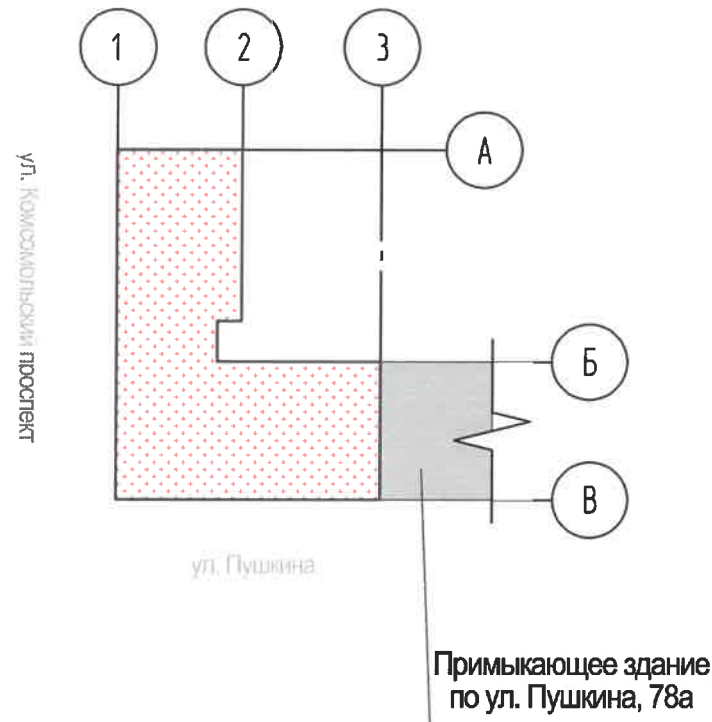 1
2
3
А
ул. Комсомольский проспект
Б
В
ул. Пушкина
Примыкающее здание
по ул. Пушкина, 78а